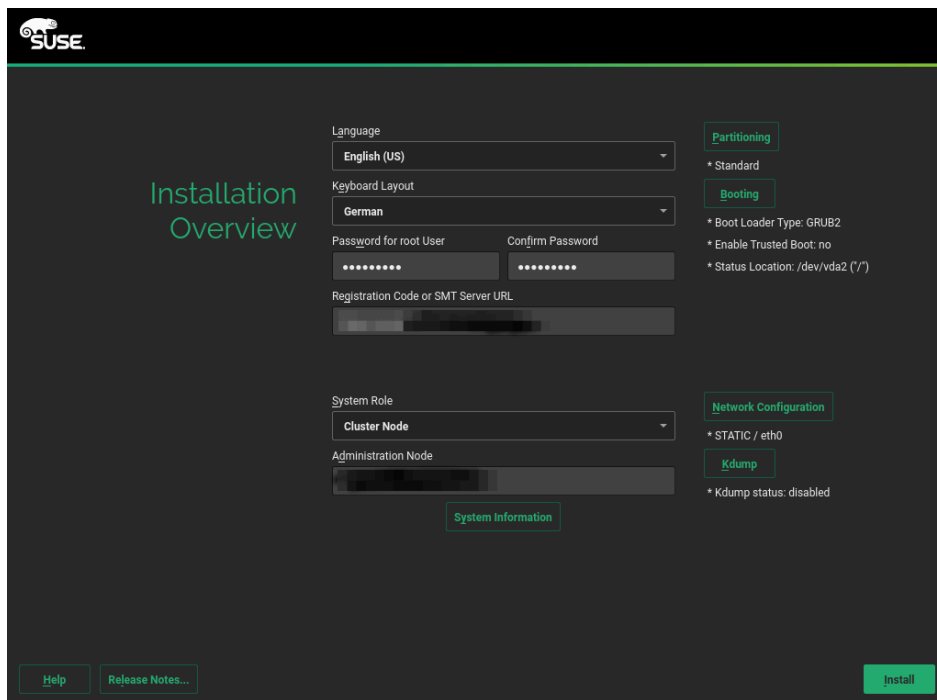 SUSE.
Installation
Overview
Language
English (US)
Keyboard Layout
German
Password for root User
Confirm Password
•••••••••
•••••••••
Registration Code or SMT Server URL
System Role
Cluster Node
Administration Node
System Information
Partitioning
* Standard
Booting
* Boot Loader Type: GRUB2
* Enable Trusted Boot: no
* Status Location: /dev/vda2 ("/")
Network Configuration
* STATIC / eth0
Kdump
* Kdump status: disabled
Help
Release Notes...
Install